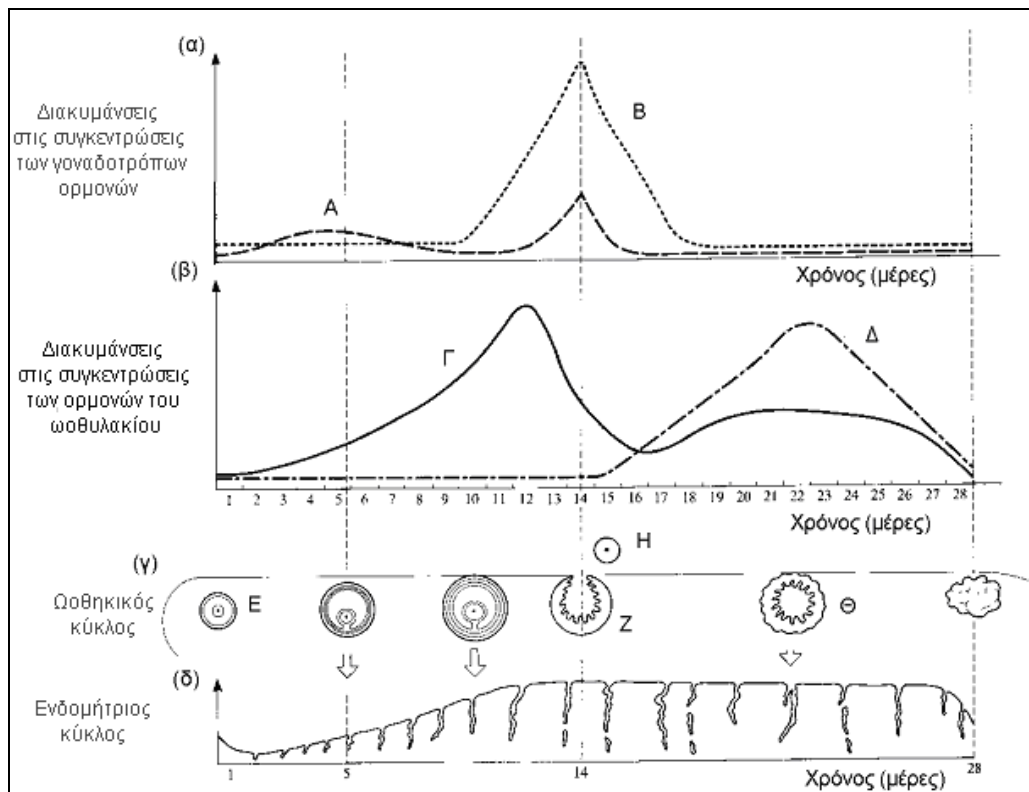 (α)
Διακυμάνσεις
στις συγκεντρώσεις
των γοναδοτρόπων
ορμονών
Α
Β
Χρόνος (μέρες)
(β)
Διακυμάνσεις
στις συγκεντρώσεις
των ορμονών του
ωοθυλακίου
Γ
Δ
1 2 3 4 5 6 7 8 9 10 11 12 13 14 15 16 17 18 19 20 21 22 23 24 25 26 27 28
Χρόνος (μέρες)
(γ)
Ωοθηκικός
κύκλος
Ε
Ζ
Η
Θ
(δ)
Ενδομήτριος
κύκλος
1 5 14 28
Χρόνος (μέρες)